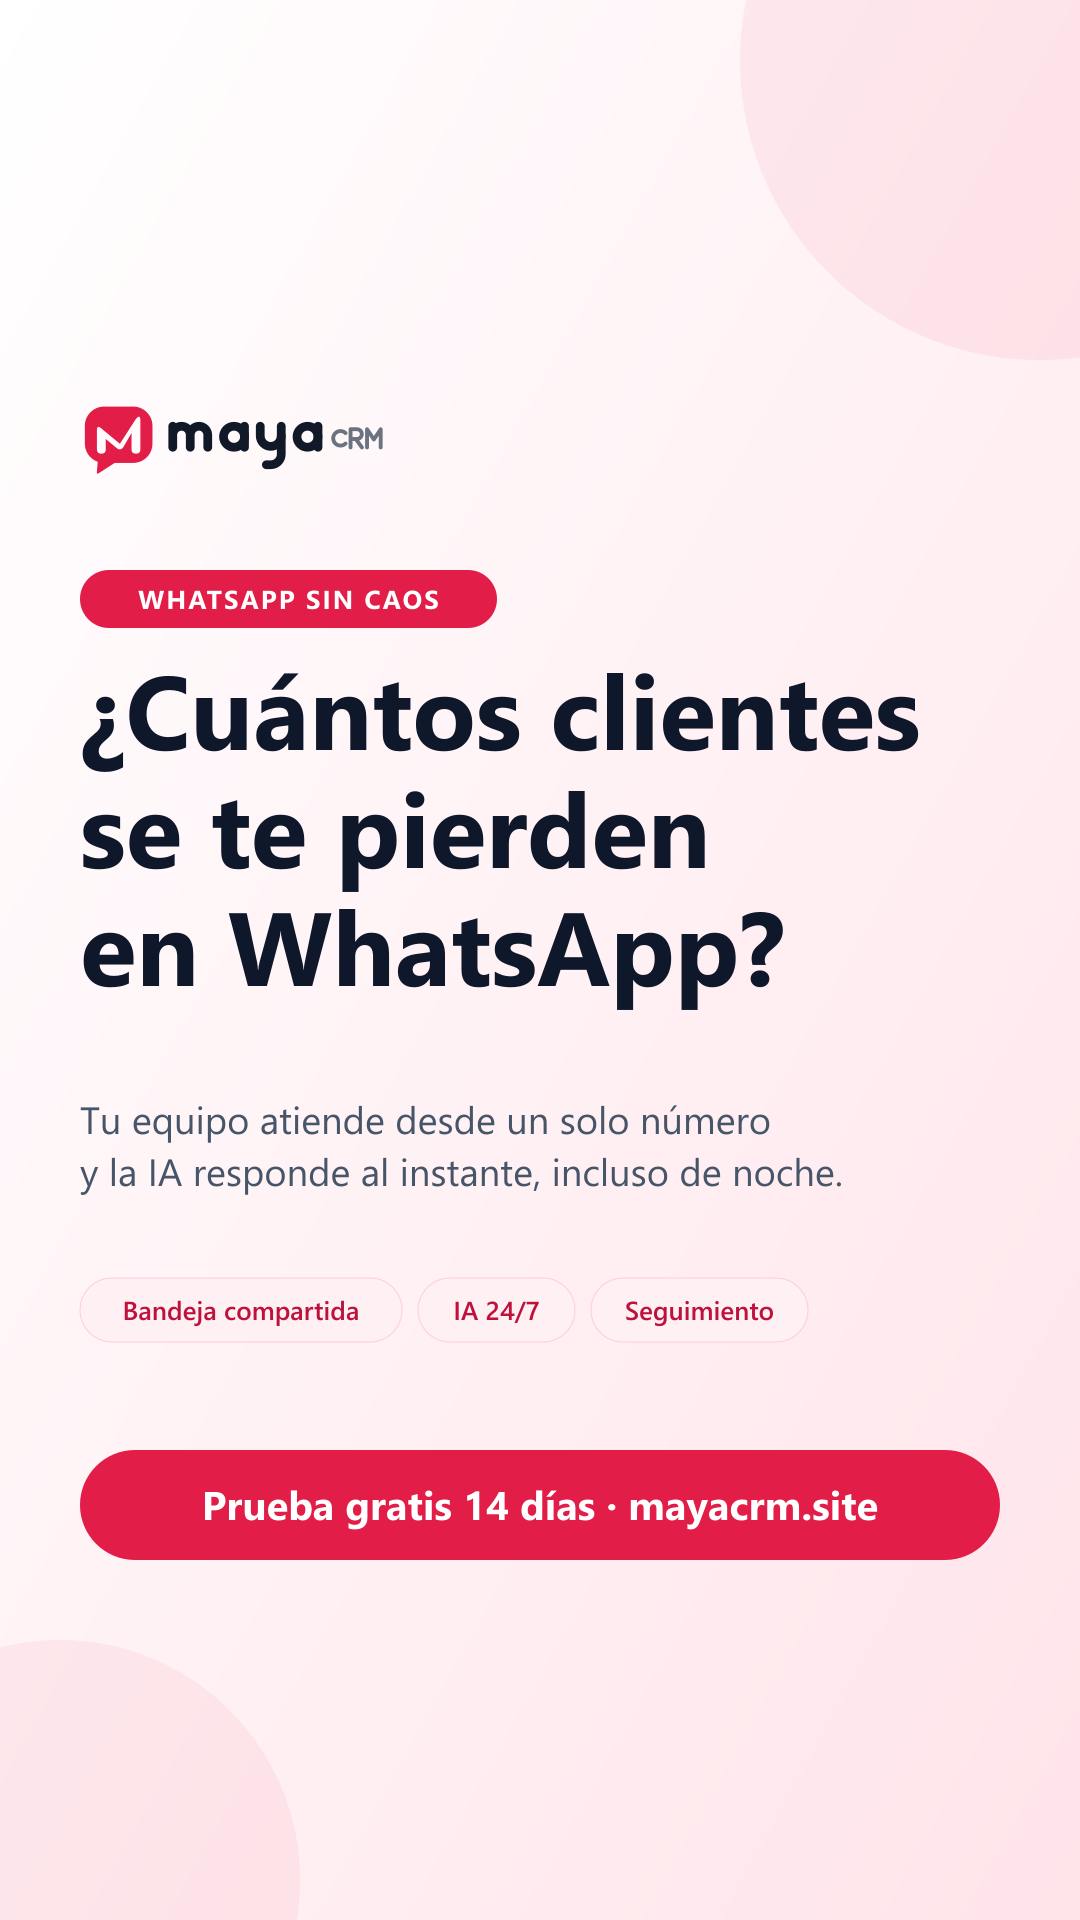 maya CRM
WHATSAPP SIN CAOS
¿Cuántos clientes
se te pierden
en WhatsApp?
Tu equipo atiende desde un solo número
y la IA responde al instante, incluso de noche.
Bandeja compartida
IA 24/7
Seguimiento
Prueba gratis 14 días · mayacrm.site